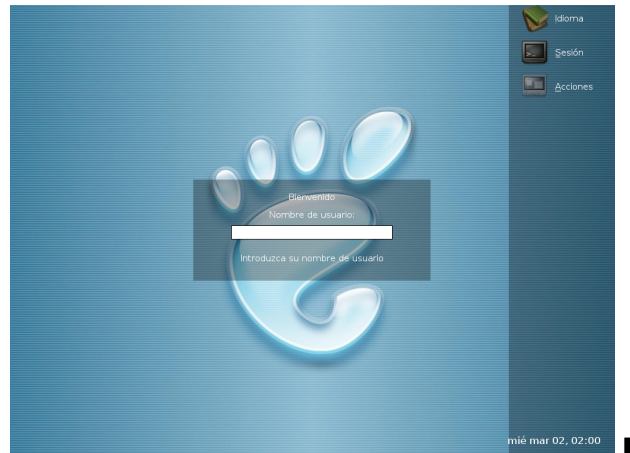 Idioma
Sesión
Acciones
Bienvenido
Nombre de usuario:
Introduzca su nombre de usuario
mié mar 02, 02:00